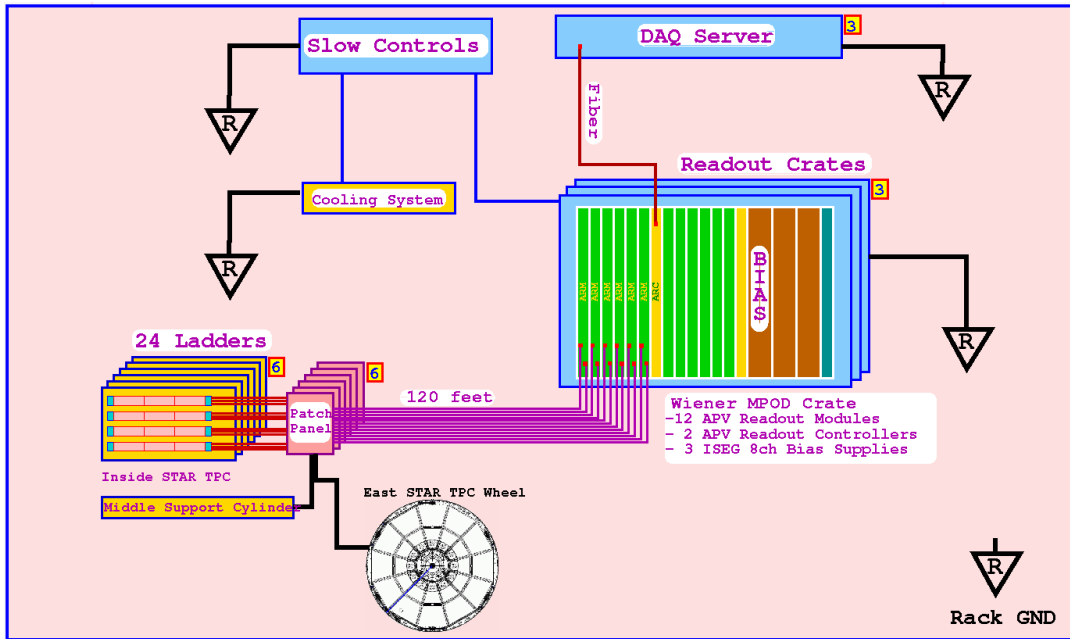 Slow Controls
DAQ Server
3
R
R
Fiber
Readout Crates
3
Cooling System
R
BIAS
ARM
ARM
ARM
ARM
ARM
ARM
ARC
R
24 Ladders
6
6
120 feet
Patch
Panel
Wiener MPOD Crate
-12 APV Readout Modules
- 2 APV Readout Controllers
- 3 ISEG 8ch Bias Supplies
Inside STAR TPC
East STAR TPC Wheel
Middle Support Cylinder
R
Rack GND